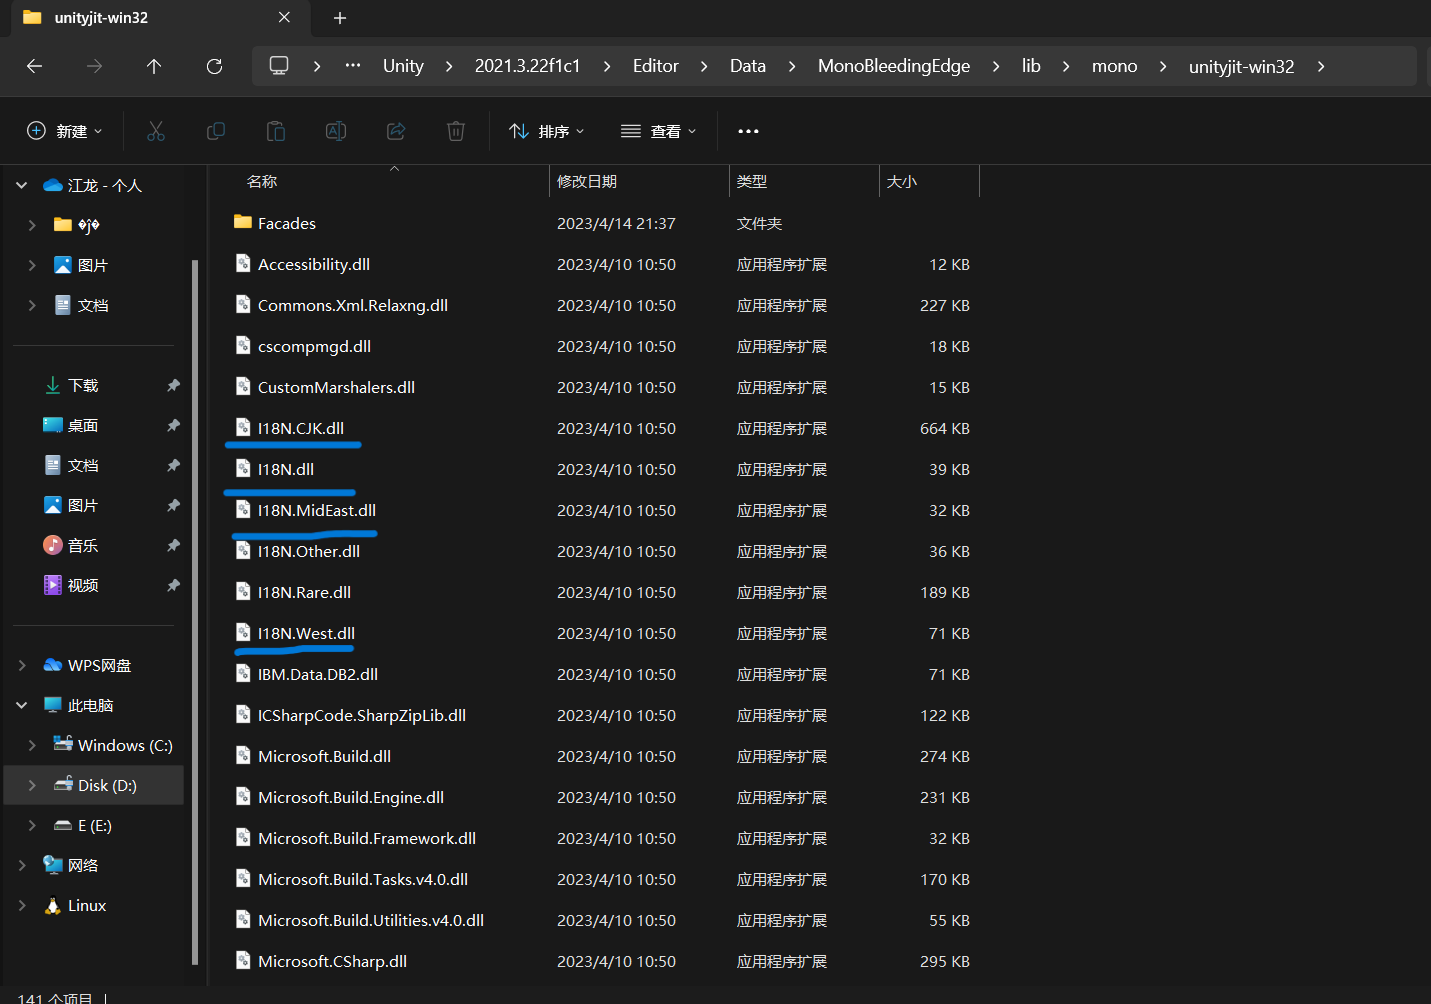 unityjit-win32
Unity 2021.3.22f1c1 Editor Data MonoBleedingEdge lib mono unityjit-win32
新建 排序 查看
名称 修改日期 类型 大小
江龙 - 个人
�ĵ�
图片
文档
下载
桌面
文档
图片
音乐
视频
WPS网盘
此电脑
Windows (C:)
Disk (D:)
E (E:)
网络
Linux
Facades 2023/4/14 21:37 文件夹
Accessibility.dll 2023/4/10 10:50 应用程序扩展 12 KB
Commons.Xml.Relaxng.dll 2023/4/10 10:50 应用程序扩展 227 KB
cscompmgd.dll 2023/4/10 10:50 应用程序扩展 18 KB
CustomMarshalers.dll 2023/4/10 10:50 应用程序扩展 15 KB
I18N.CJK.dll 2023/4/10 10:50 应用程序扩展 664 KB
I18N.dll 2023/4/10 10:50 应用程序扩展 39 KB
I18N.MidEast.dll 2023/4/10 10:50 应用程序扩展 32 KB
I18N.Other.dll 2023/4/10 10:50 应用程序扩展 36 KB
I18N.Rare.dll 2023/4/10 10:50 应用程序扩展 189 KB
I18N.West.dll 2023/4/10 10:50 应用程序扩展 71 KB
IBM.Data.DB2.dll 2023/4/10 10:50 应用程序扩展 71 KB
ICSharpCode.SharpZipLib.dll 2023/4/10 10:50 应用程序扩展 122 KB
Microsoft.Build.dll 2023/4/10 10:50 应用程序扩展 274 KB
Microsoft.Build.Engine.dll 2023/4/10 10:50 应用程序扩展 231 KB
Microsoft.Build.Framework.dll 2023/4/10 10:50 应用程序扩展 32 KB
Microsoft.Build.Tasks.v4.0.dll 2023/4/10 10:50 应用程序扩展 170 KB
Microsoft.Build.Utilities.v4.0.dll 2023/4/10 10:50 应用程序扩展 55 KB
Microsoft.CSharp.dll 2023/4/10 10:50 应用程序扩展 295 KB
141 个项目